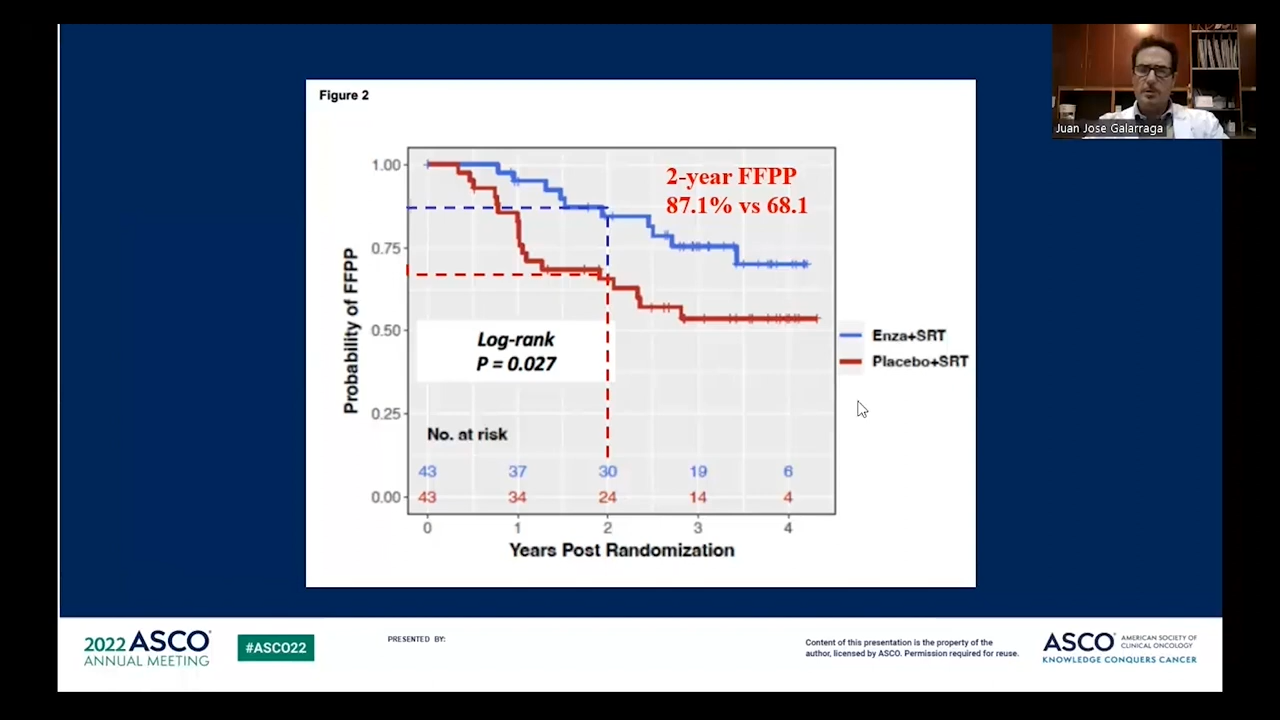 Juan Jose Galarraga
Figure 2
2-year FFPP
87.1% vs 68.1
1.00
0.75
0.50
0.25
0.00
Probability of FFPP
Log-rank
P = 0.027
Enza+SRT
Placebo+SRT
No. at risk
43 37 30 19 6
43 34 24 14 4
0 1 2 3 4
Years Post Randomization
2022 ASCO®
ANNUAL MEETING
#ASCO22
PRESENTED BY:
Content of this presentation is the property of the
author, licensed by ASCO. Permission required for reuse.
ASCO® AMERICAN SOCIETY OF
CLINICAL ONCOLOGY
KNOWLEDGE CONQUERS CANCER